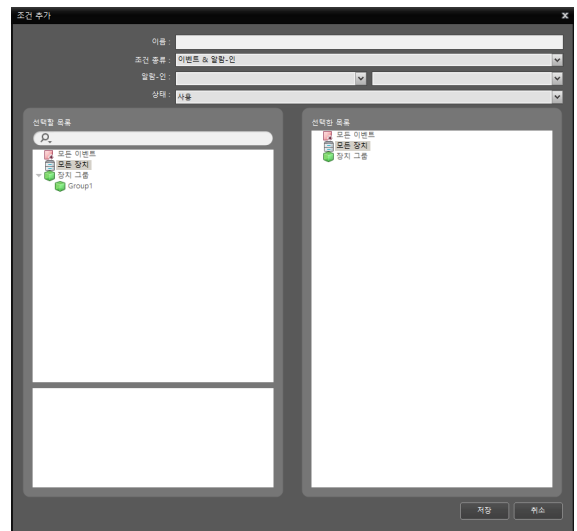 조건 추가
이름 :
조건 종류 : 이벤트 & 알람-인
알람-인 :
상태 : 사용
선택할 목록
모든 이벤트
모든 장치
장치 그룹
Group1
선택한 목록
모든 이벤트
모든 장치
장치 그룹
저장 취소